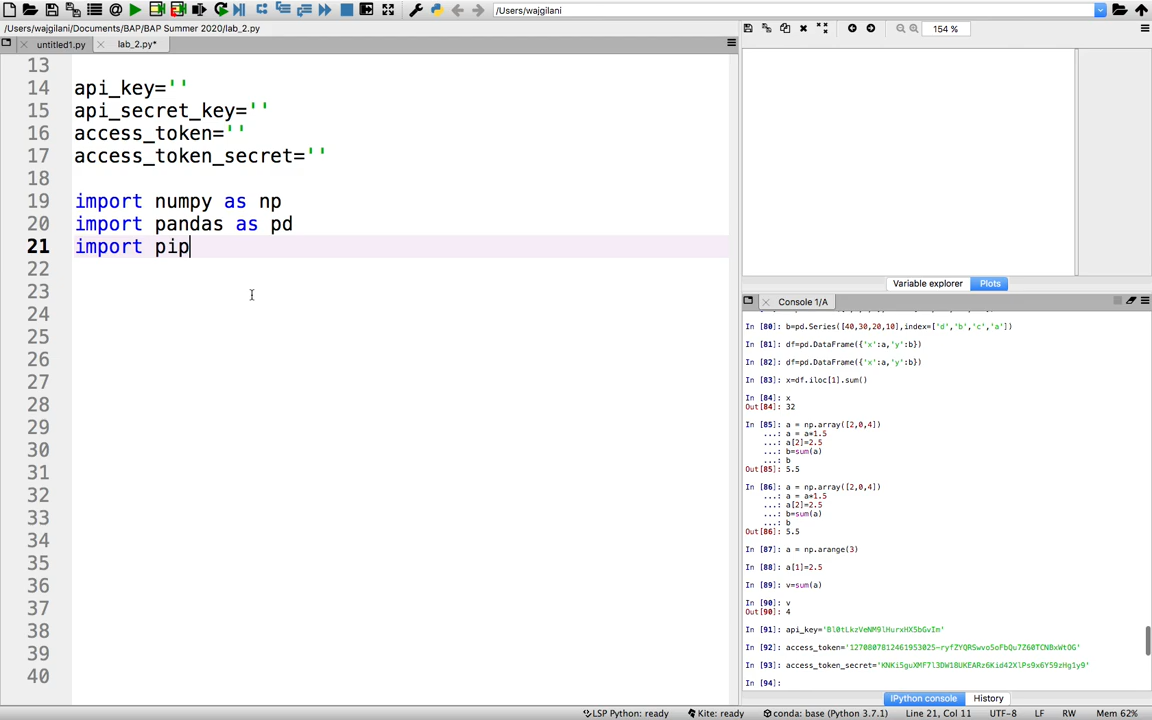 /Users/wajgilani
/Users/wajgilani/Documents/BAP/BAP Summer 2020/lab_2.py
untitled1.py
lab_2.py*
13
14 api_key=''
15 api_secret_key=''
16 access_token=''
17 access_token_secret=''
18
19 import numpy as np
20 import pandas as pd
21 import pip
22
23
24
25
26
27
28
29
30
31
32
33
34
35
36
37
38
39
40
154 %
Variable explorer
Plots
Console 1/A
In [80]: b=pd.Series([40,30,20,10],index=['d','b','c','a'])
In [81]: df=pd.DataFrame({'x':a,'y':b})
In [82]: df=pd.DataFrame({'x':a,'y':b})
In [83]: x=df.iloc[1].sum()
In [84]: x
Out[84]: 32
In [85]: a = np.array([2,0,4])
...: a = a*1.5
...: a[2]=2.5
...: b=sum(a)
...: b
Out[85]: 5.5
In [86]: a = np.array([2,0,4])
...: a = a*1.5
...: a[2]=2.5
...: b=sum(a)
...: b
Out[86]: 5.5
In [87]: a = np.arange(3)
In [88]: a[1]=2.5
In [89]: v=sum(a)
In [90]: v
Out[90]: 4
In [91]: api_key=
In [92]: access_token=
In [93]: access_token_secret=
In [94]:
IPython console
History
LSP Python: ready
Kite: ready
conda: base (Python 3.7.1)
Line 21, Col 11
UTF-8
LF
RW
Mem 62%